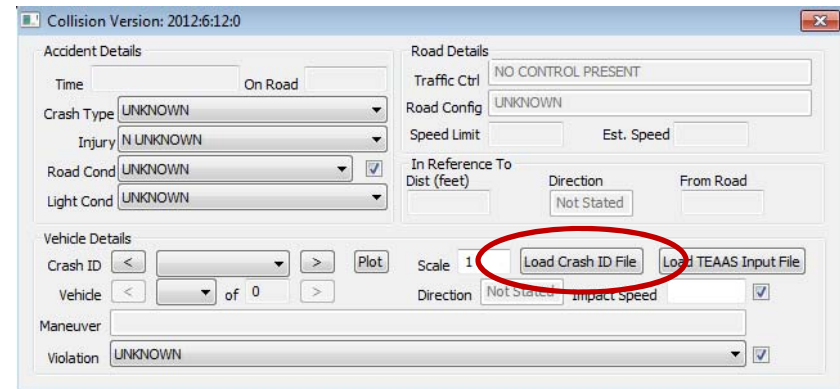 Collision Version: 2012:6:12:0
Accident Details
Time On Road
Crash Type UNKNOWN
Injury N UNKNOWN
Road Cond UNKNOWN
Light Cond UNKNOWN
Road Details
Traffic Ctrl NO CONTROL PRESENT
Road Config UNKNOWN
Speed Limit Est. Speed
In Reference To
Dist (feet) Direction From Road
Not Stated
Vehicle Details
Crash ID < > Plot Scale 1 Load Crash ID File Load TEAAS Input File
Vehicle < of 0 > Direction Not Stated Impact Speed
Maneuver
Violation UNKNOWN